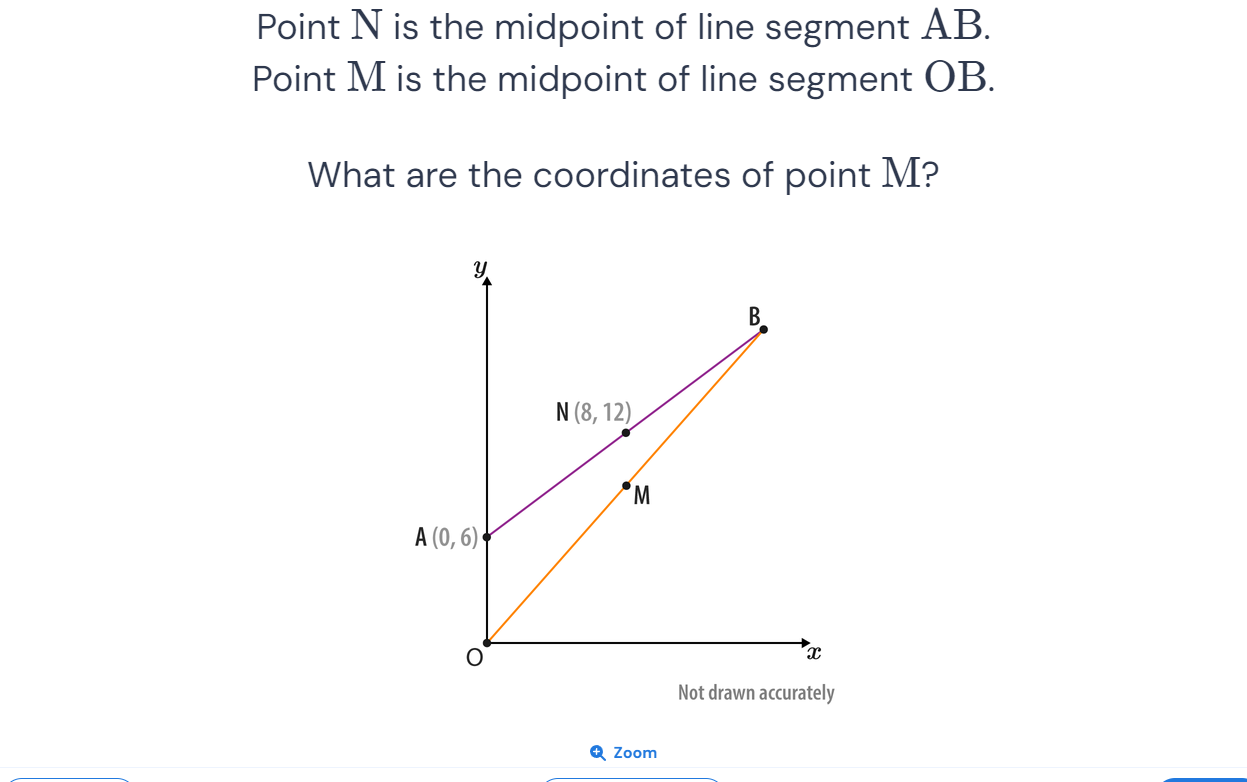 Point N is the midpoint of line segment AB.
Point M is the midpoint of line segment OB.
What are the coordinates of point M?
y
B
N (8, 12)
M
A (0, 6)
O
x
Not drawn accurately
Zoom